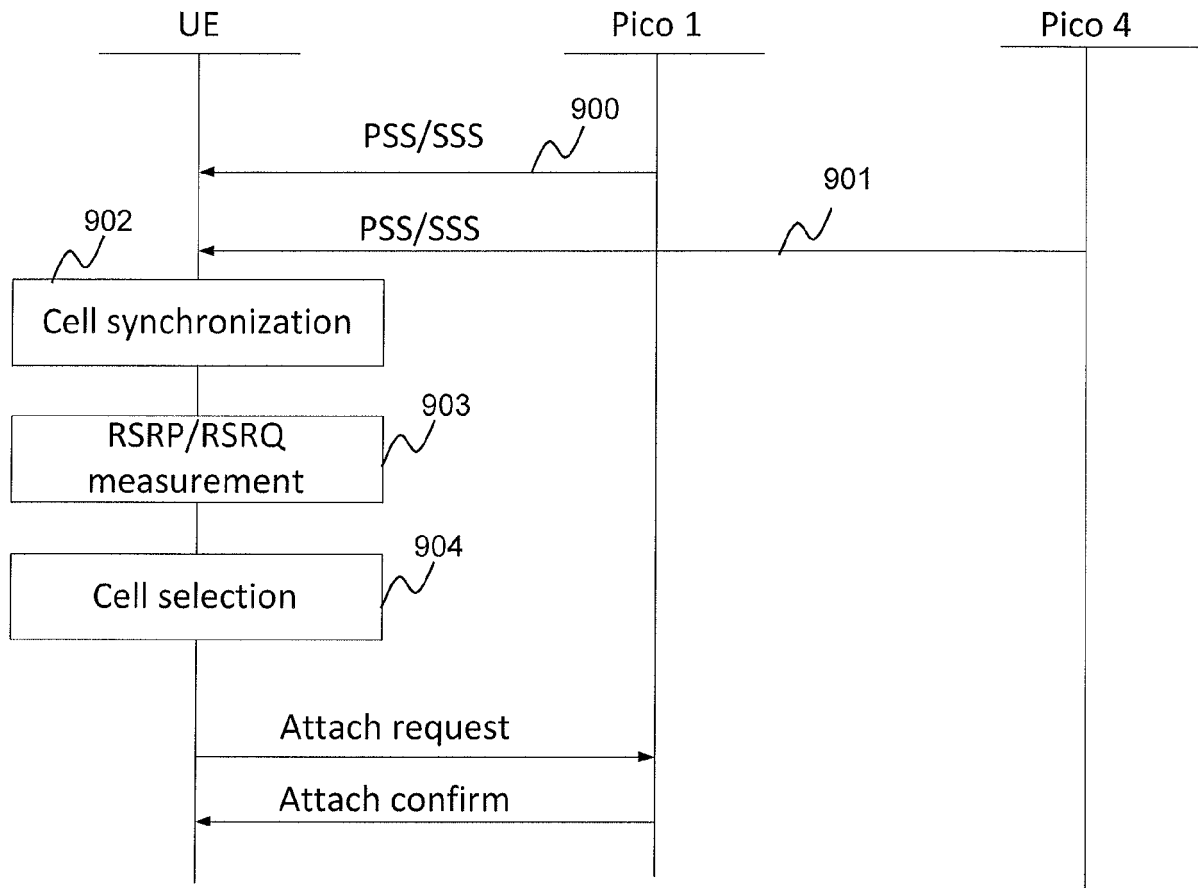 UE
Pico 1
Pico 4
900
PSS/SSS
901
PSS/SSS
902
Cell synchronization
903
RSRP/RSRQ
measurement
904
Cell selection
Attach request
Attach confirm